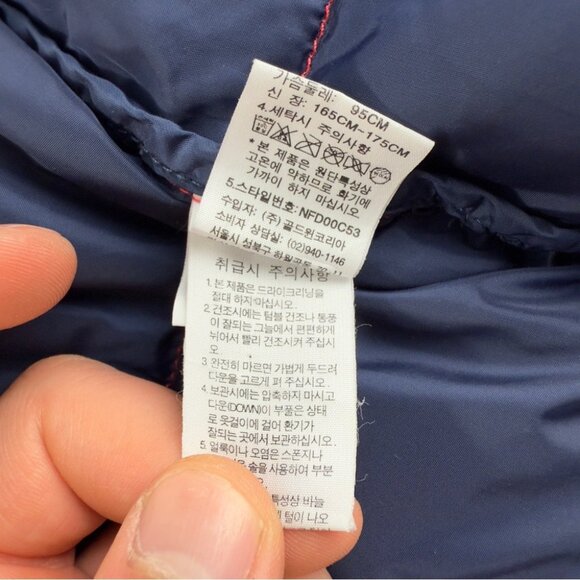 가슴둘레: 95CM
신 장: 165CM~175CM
4.세탁시 주의사항
* 본 제품은 원단특성상
고온에 약하므로 화기에
가까이 하지 마십시오
5.스타일번호: NFD00C53
수입자: (주)골드윈코리아
소비자 상담실: (02)940-1146
서울시 성북구
취급시 주의사항
1. 본 제품은 드라이크리닝을
절대 하지마십시오.
2. 건조시에는 텀블 건조나 통풍
이 잘되는 그늘에서 편편하게
뉘어서 빨리 건조시켜 주십시
오.
3. 완전히 마르면 가볍게 두드려
다운을 고르게 펴 주십시오.
4. 보관시에는 압축하지 마시고
다운(DOWN)이 부품은 상태
로 옷걸이에 걸어 환기가
잘되는 곳에서 보관하십시오.
5. 얼룩이나 오염은 스폰지나
솔을 사용하여 부분
특성상 바늘
털이 나오